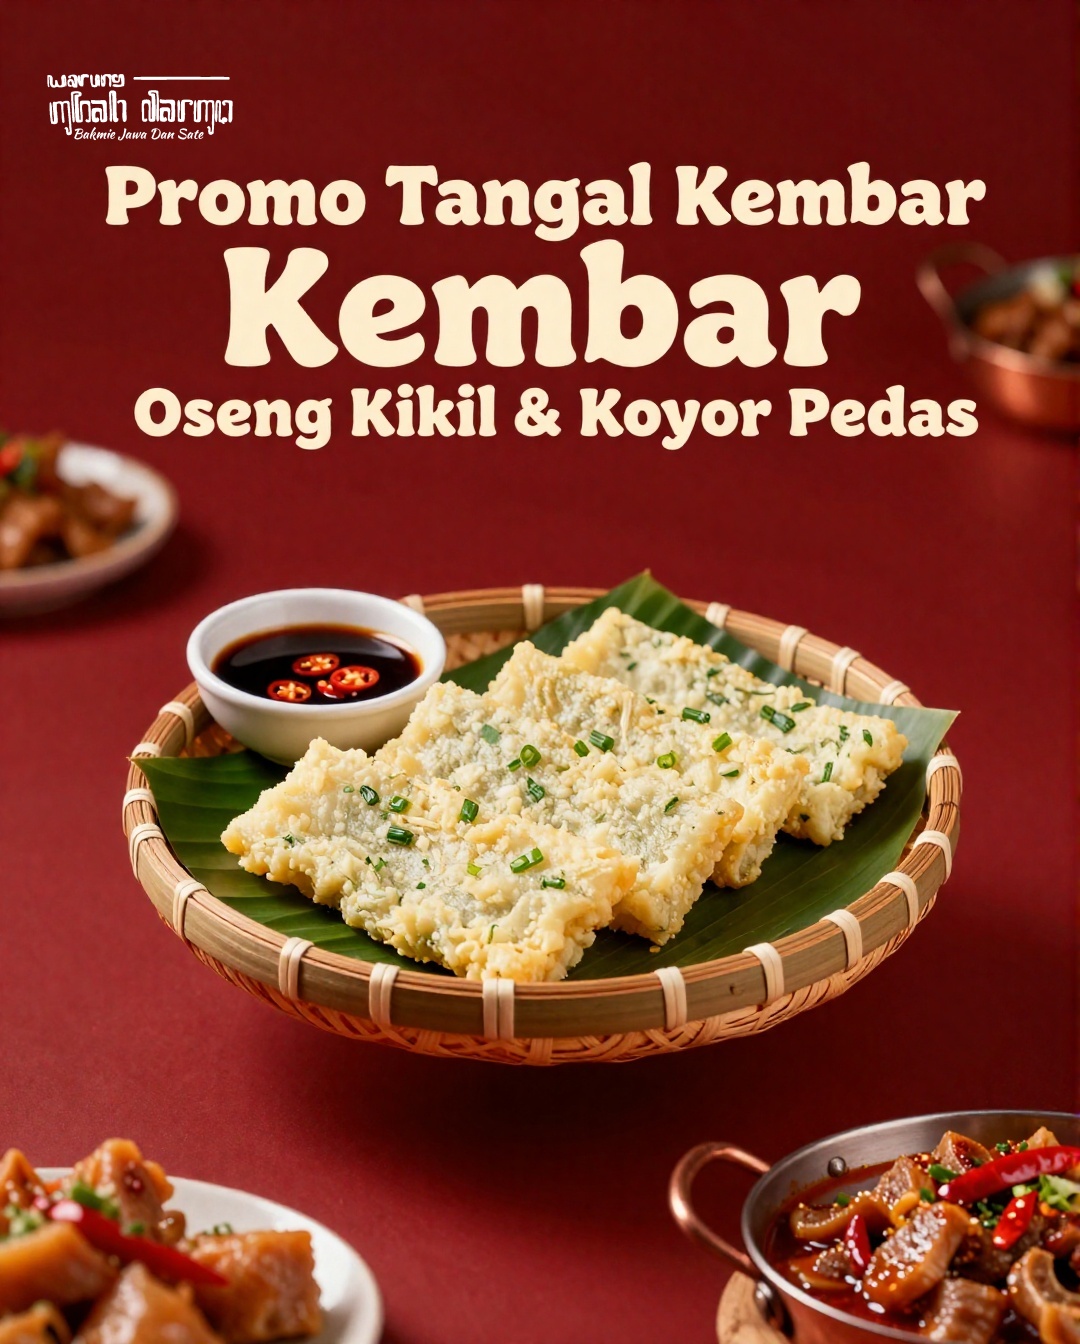 warung
mbah darmo
Bakmie Jawa Dan Sate
Promo Tangal Kembar
Kembar
Oseng Kikil & Koyor Pedas